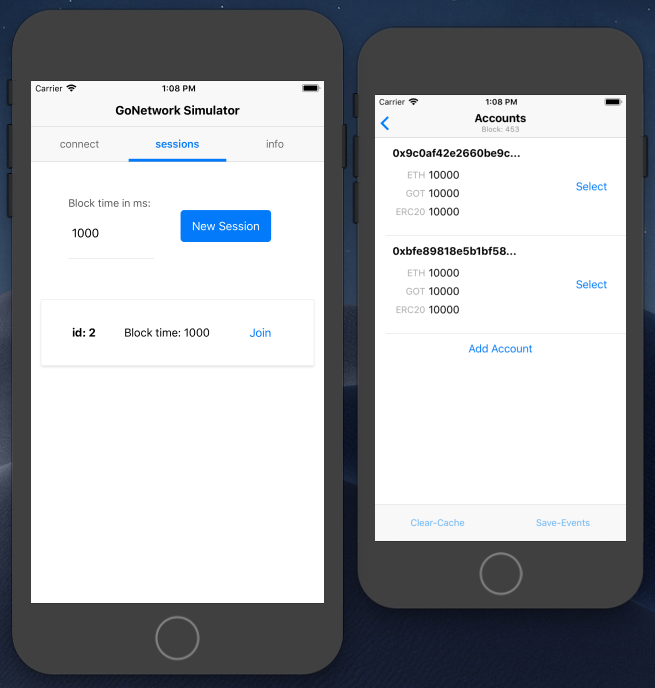 Carrier 1:08 PM
GoNetwork Simulator
connect sessions info
Block time in ms:
1000
New Session
id: 2 Block time: 1000 Join
Carrier 1:08 PM
Accounts
Block: 453
0x9c0af42e2660be9c...
ETH 10000
GOT 10000
ERC20 10000
Select
0xbfe89818e5b1bf58...
ETH 10000
GOT 10000
ERC20 10000
Select
Add Account
Clear-Cache Save-Events